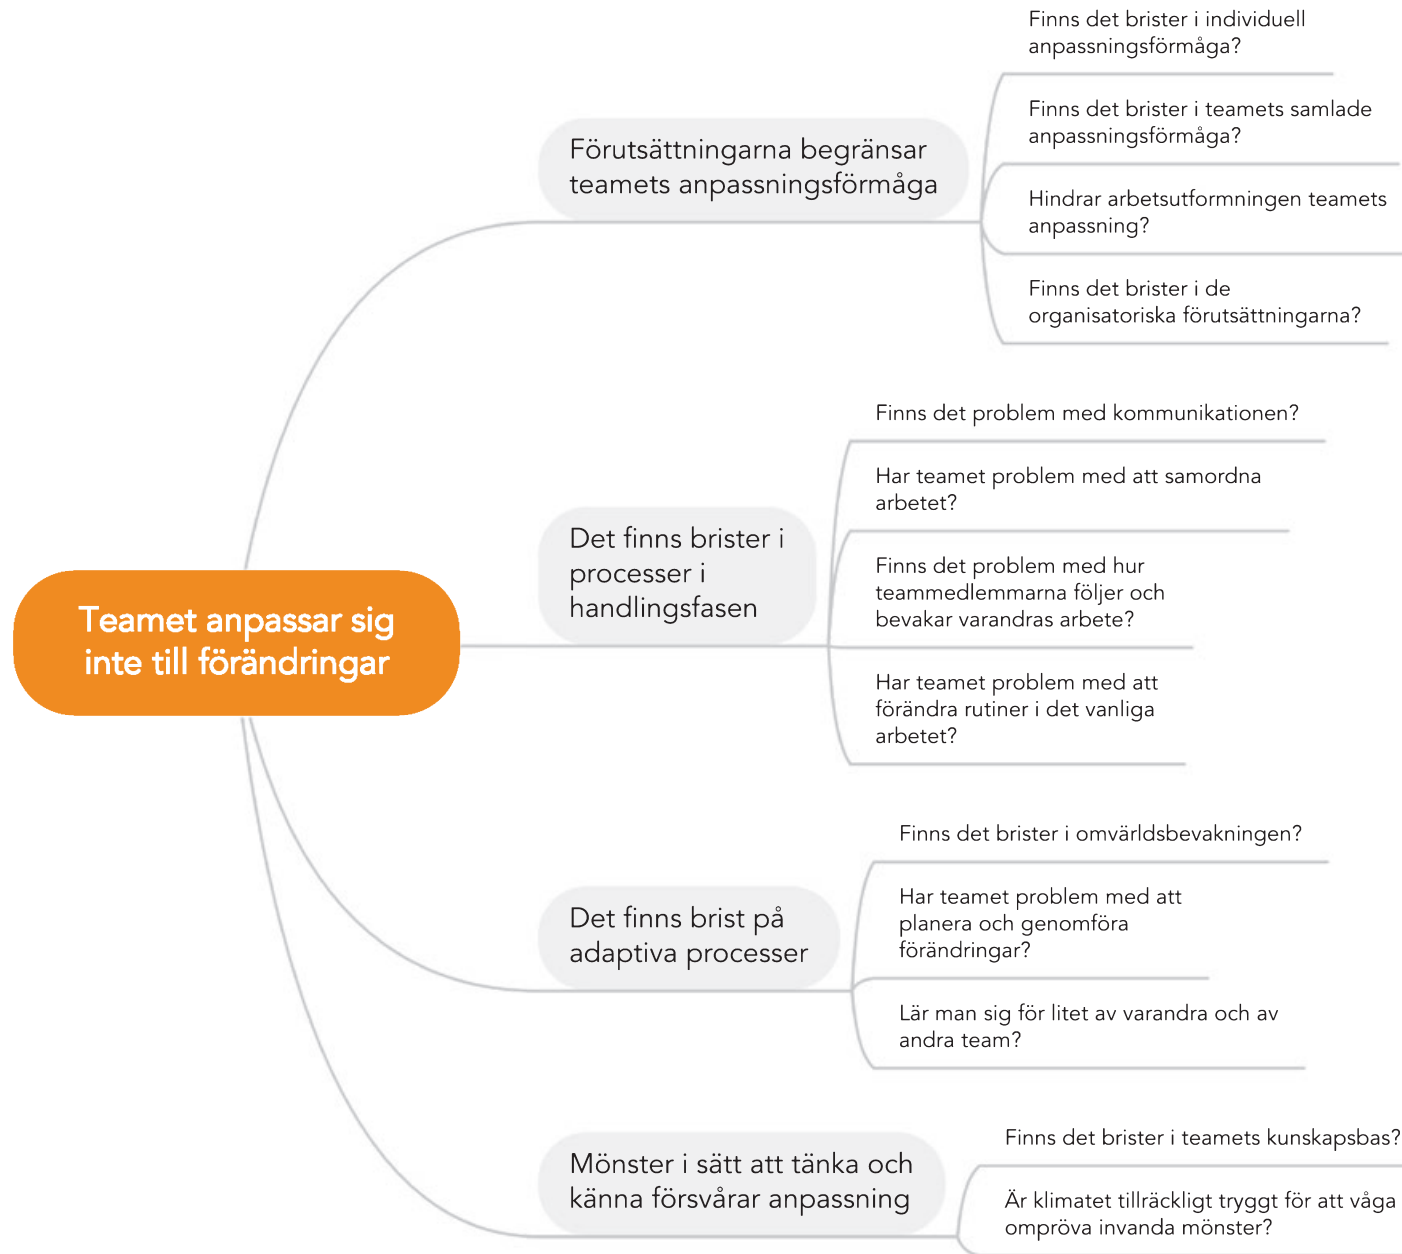 Finns det brister i individuell
anpassningsförmåga?
Finns det brister i teamets samlade
anpassningsförmåga?
Förutsättningarna begränsar
teamets anpassningsförmåga
Hindrar arbetsutformningen teamets
anpassning?
Finns det brister i de
organisatoriska förutsättningarna?
Finns det problem med kommunikationen?
Har teamet problem med att samordna
arbetet?
Det finns brister i
processer i
handlingsfasen
Finns det problem med hur
teammedlemmarna följer och
bevakar varandras arbete?
Teamet anpassar sig
inte till förändringar
Har teamet problem med att
förändra rutiner i det vanliga
arbetet?
Finns det brister i omvärldsbevakningen?
Det finns brist på
adaptiva processer
Har teamet problem med att
planera och genomföra
förändringar?
Lär man sig för litet av varandra och av
andra team?
Mönster i sätt att tänka och
känna försvårar anpassning
Finns det brister i teamets kunskapsbas?
Är klimatet tillräckligt tryggt för att våga
ompröva invanda mönster?